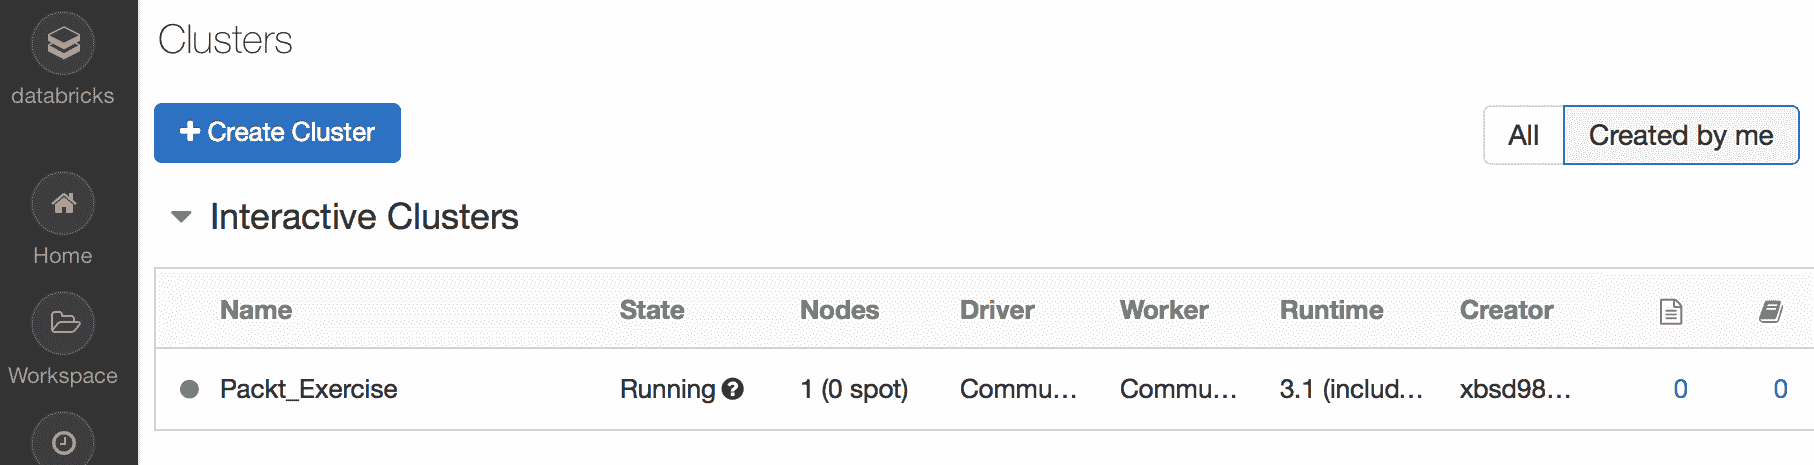 databricks
Home
Workspace
Clusters
Create Cluster
All
Created by me
Interactive Clusters
Name State Nodes Driver Worker Runtime Creator
Packt_Exercise Running 1 (0 spot) Commu... Commu... 3.1 (includ... xbsd98... 0 0